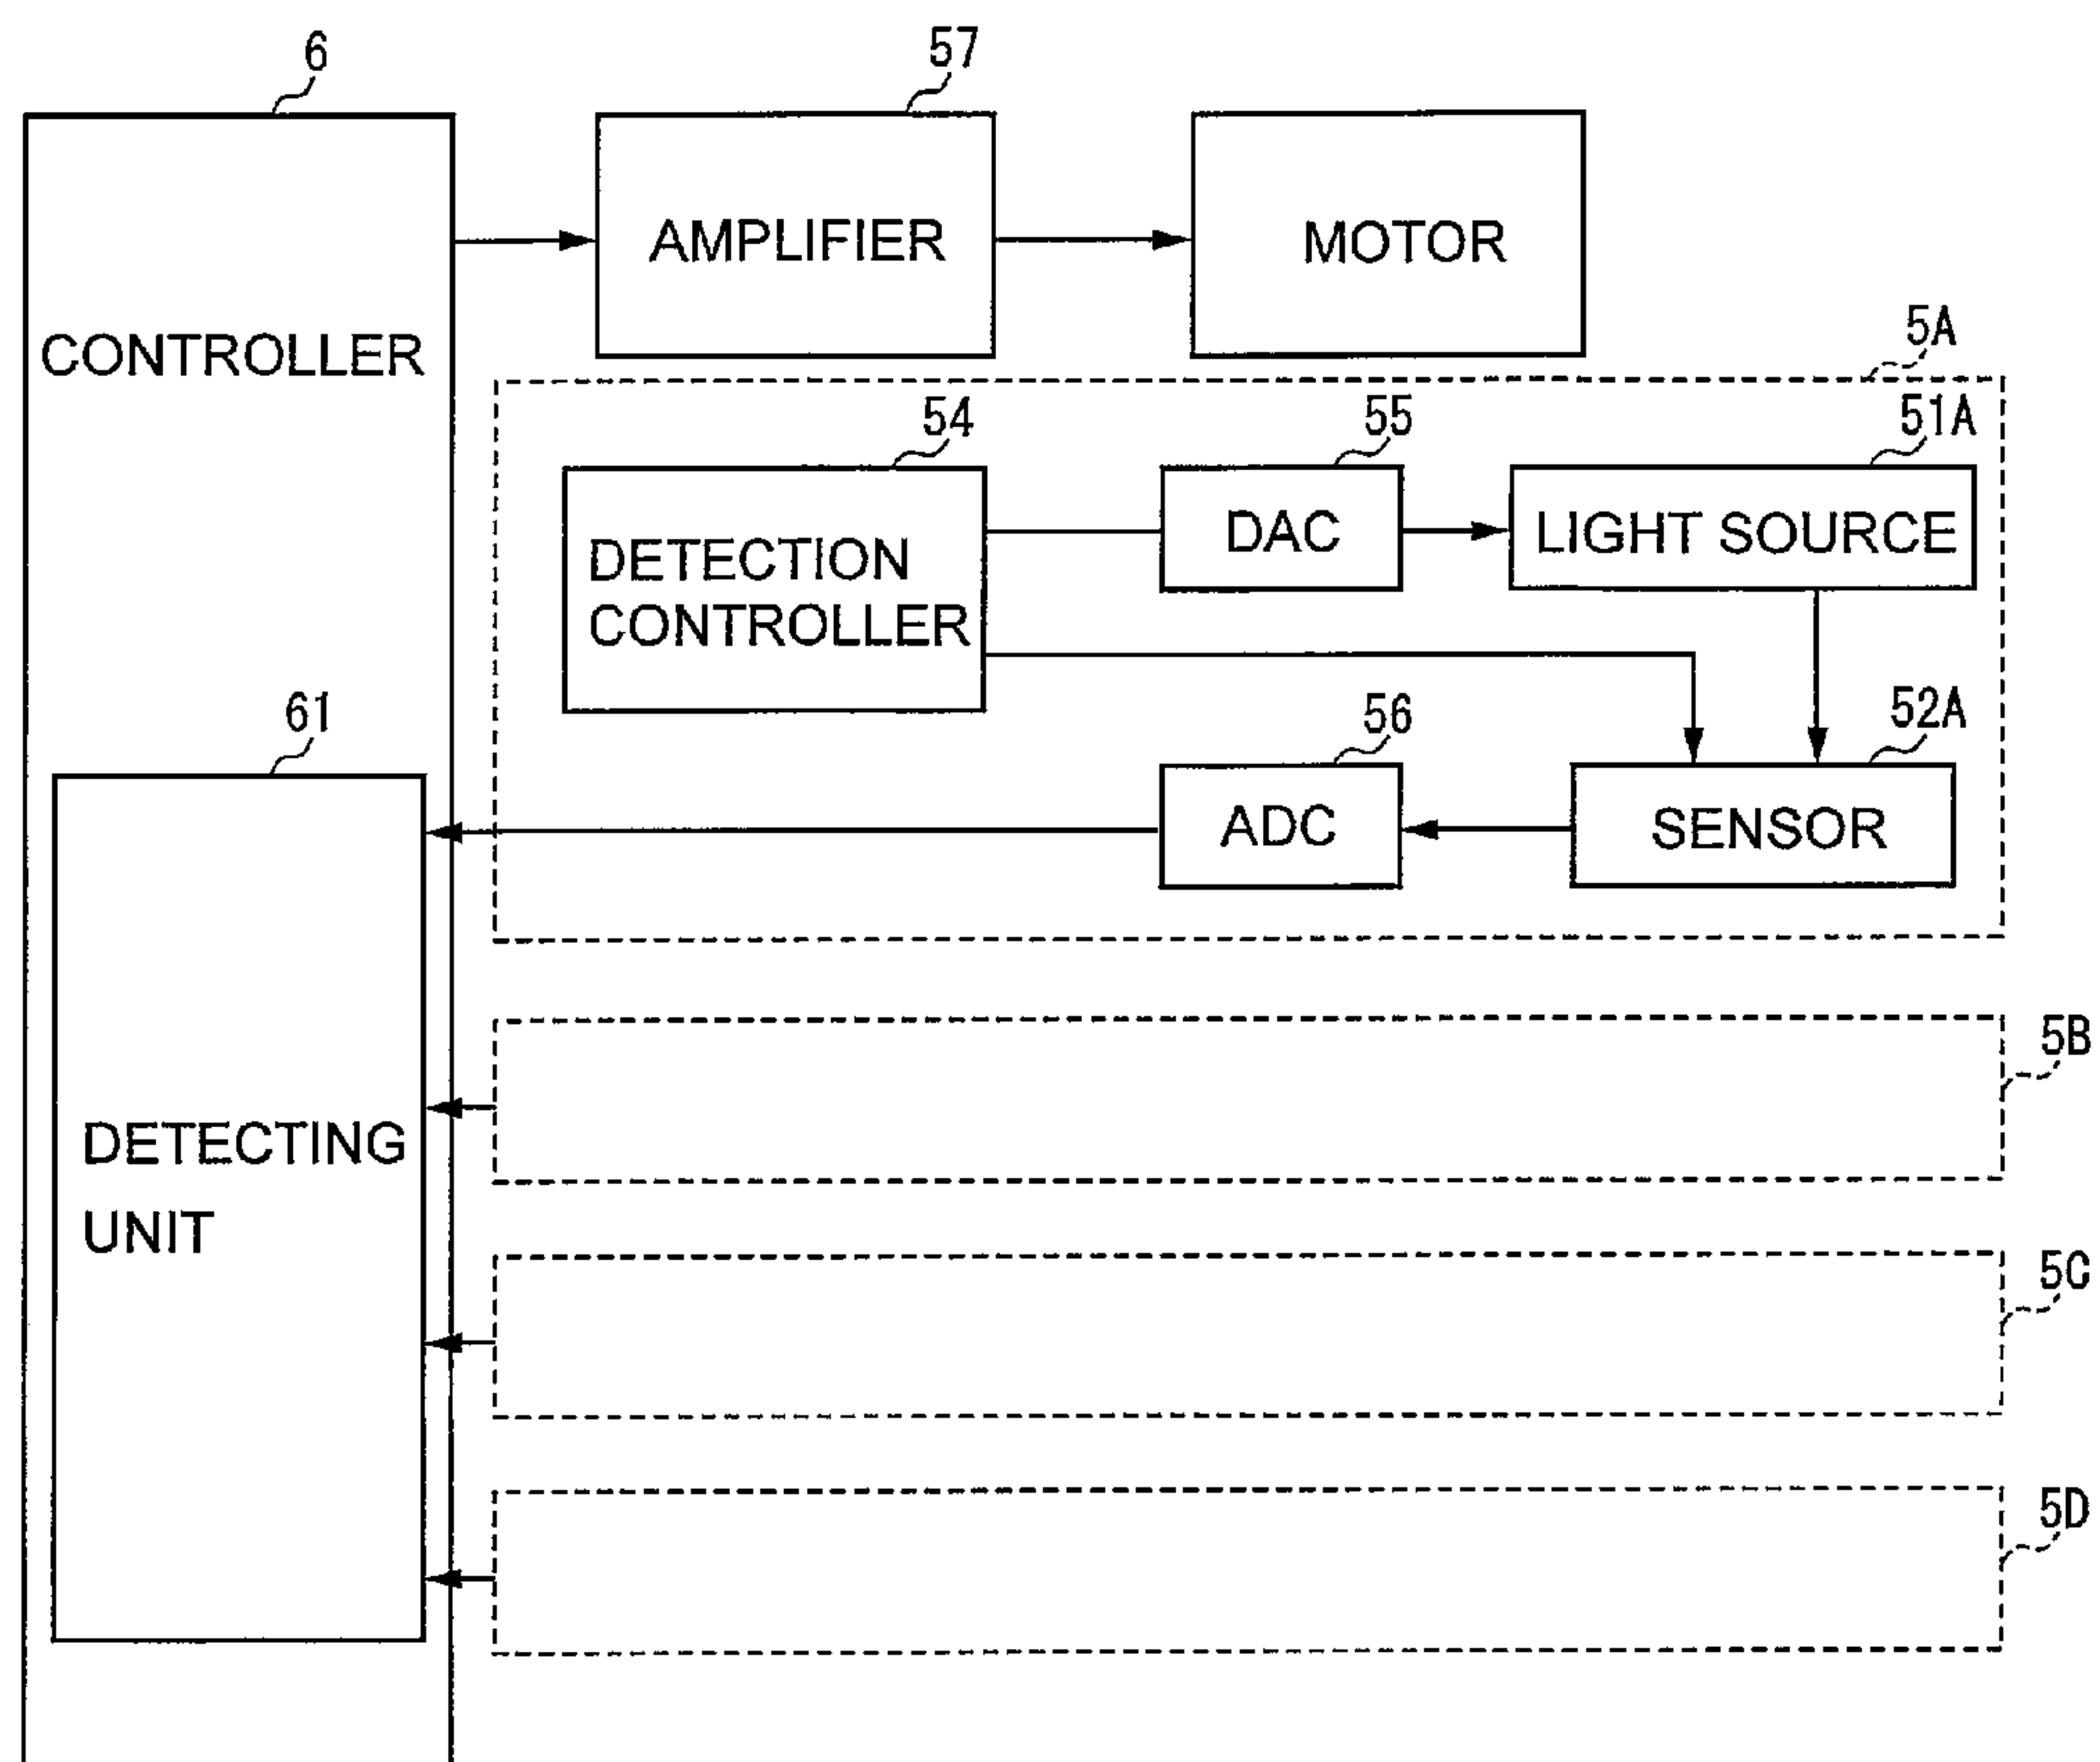 6
57
AMPLIFIER
MOTOR
CONTROLLER
5A
54
55
51A
DETECTION
CONTROLLER
DAC
LIGHT SOURCE
61
56
52A
ADC
SENSOR
DETECTING
UNIT
5B
5C
5D